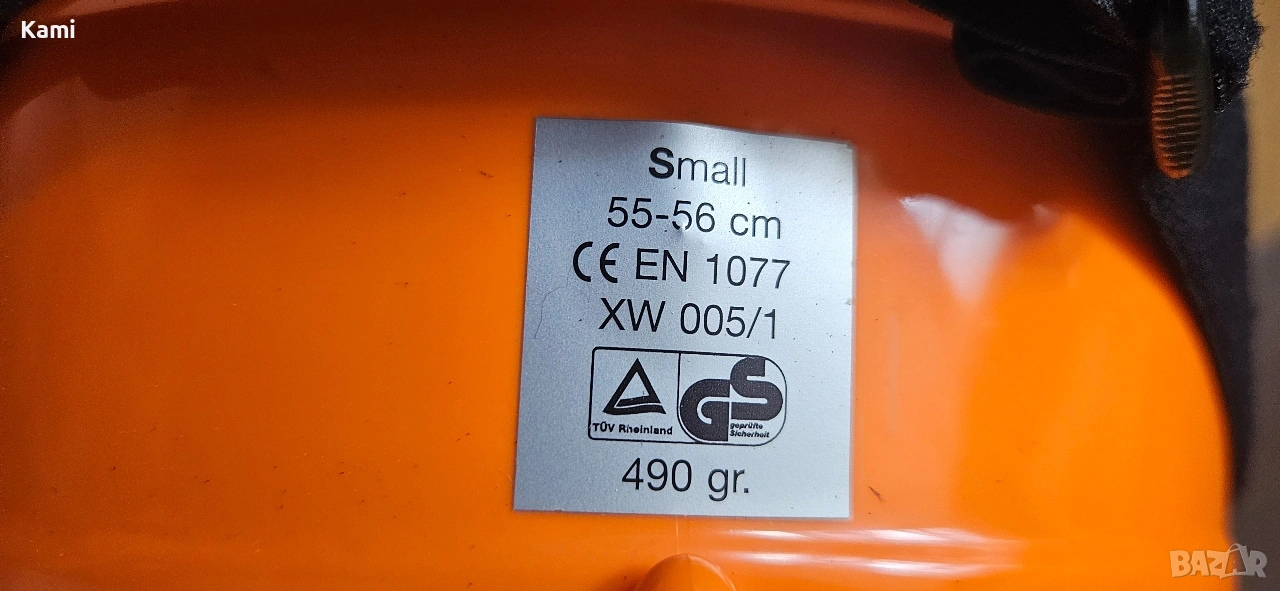 Kami
Small
55-56 cm
CE EN 1077
XW 005/1
TÜV Rheinland
GS
geprüfte
Sicherheit
490 gr.
BAZAR